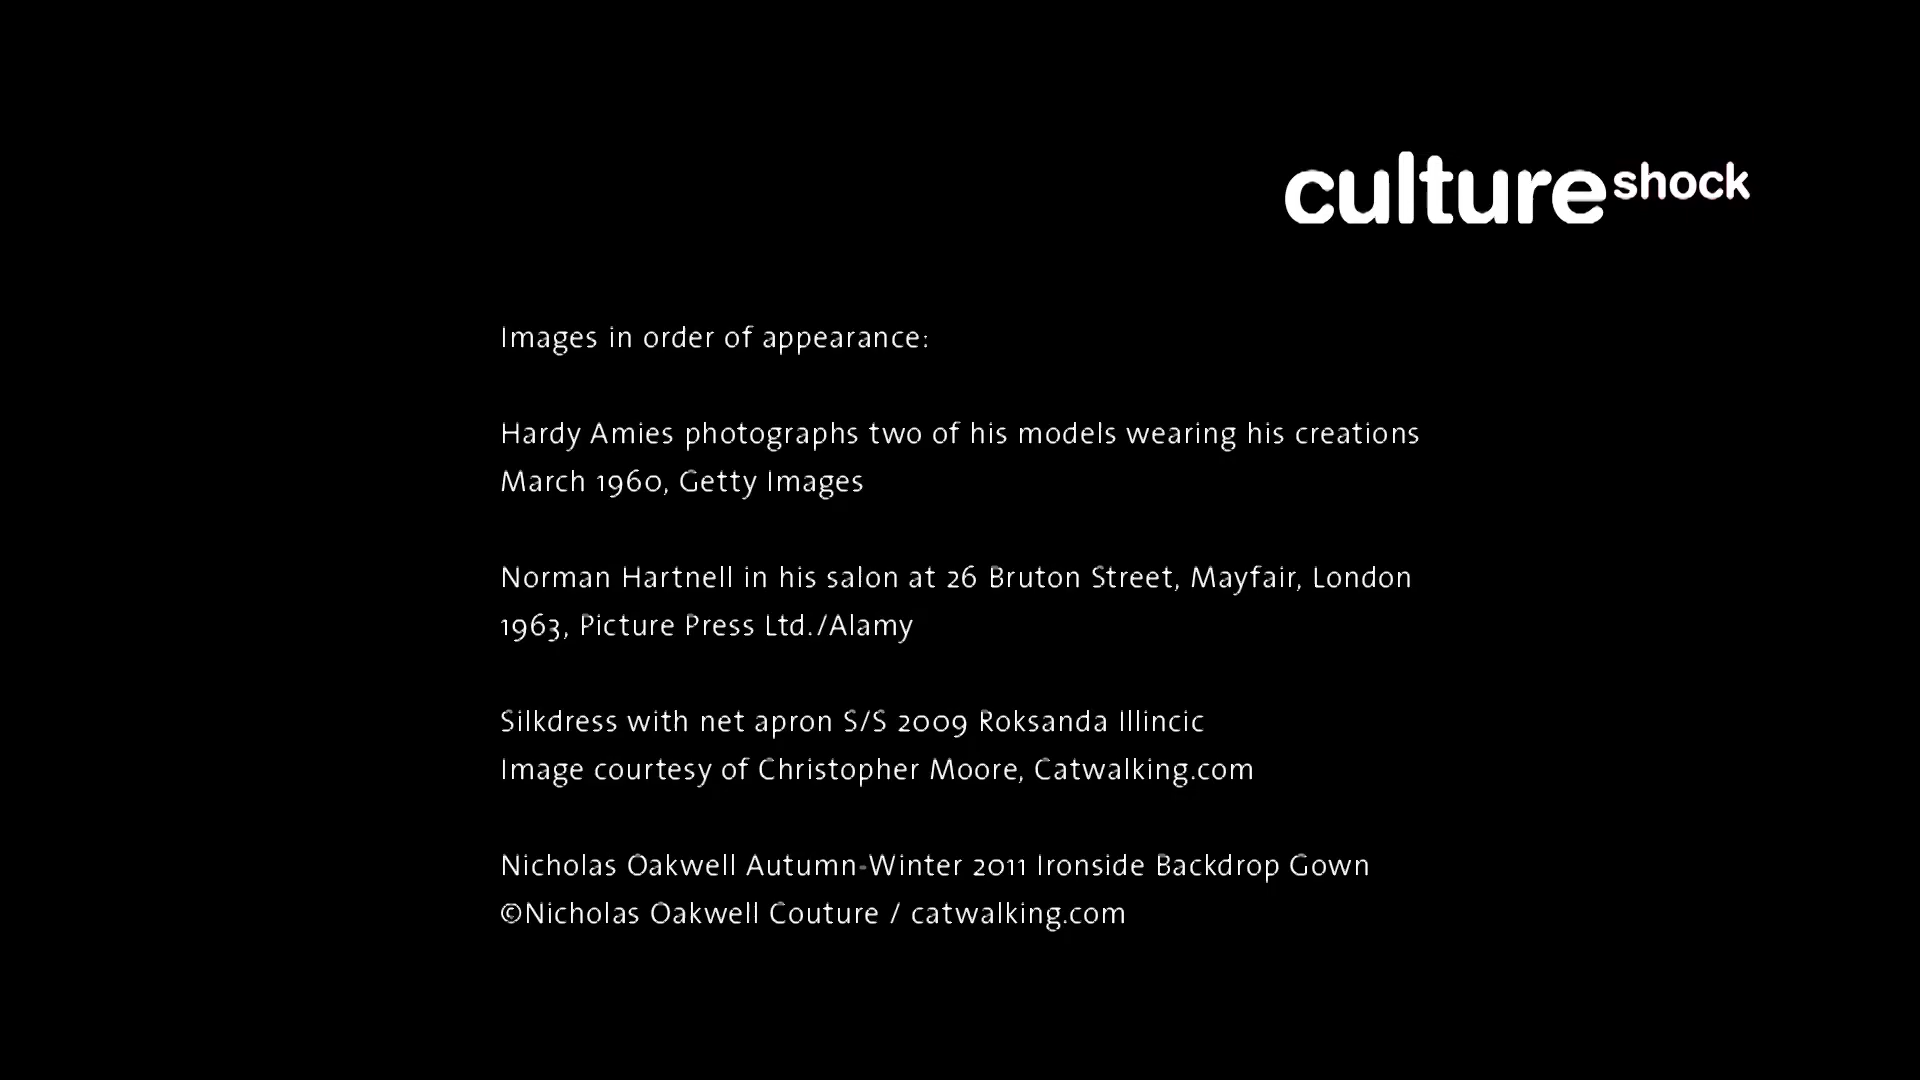 culture shock
Images in order of appearance:
Hardy Amies photographs two of his models wearing his creations
March 1960, Getty Images
Norman Hartnell in his salon at 26 Bruton Street, Mayfair, London
1963, Picture Press Ltd./Alamy
Silkdress with net apron S/S 2009 Roksanda Illincic
Image courtesy of Christopher Moore, Catwalking.com
Nicholas Oakwell Autumn-Winter 2011 Ironside Backdrop Gown
©Nicholas Oakwell Couture / catwalking.com